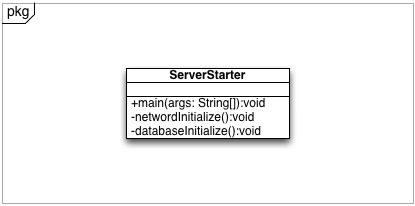 pkg
ServerStarter
+main(args: String[]):void
-networdInitialize():void
-databaseInitialize():void